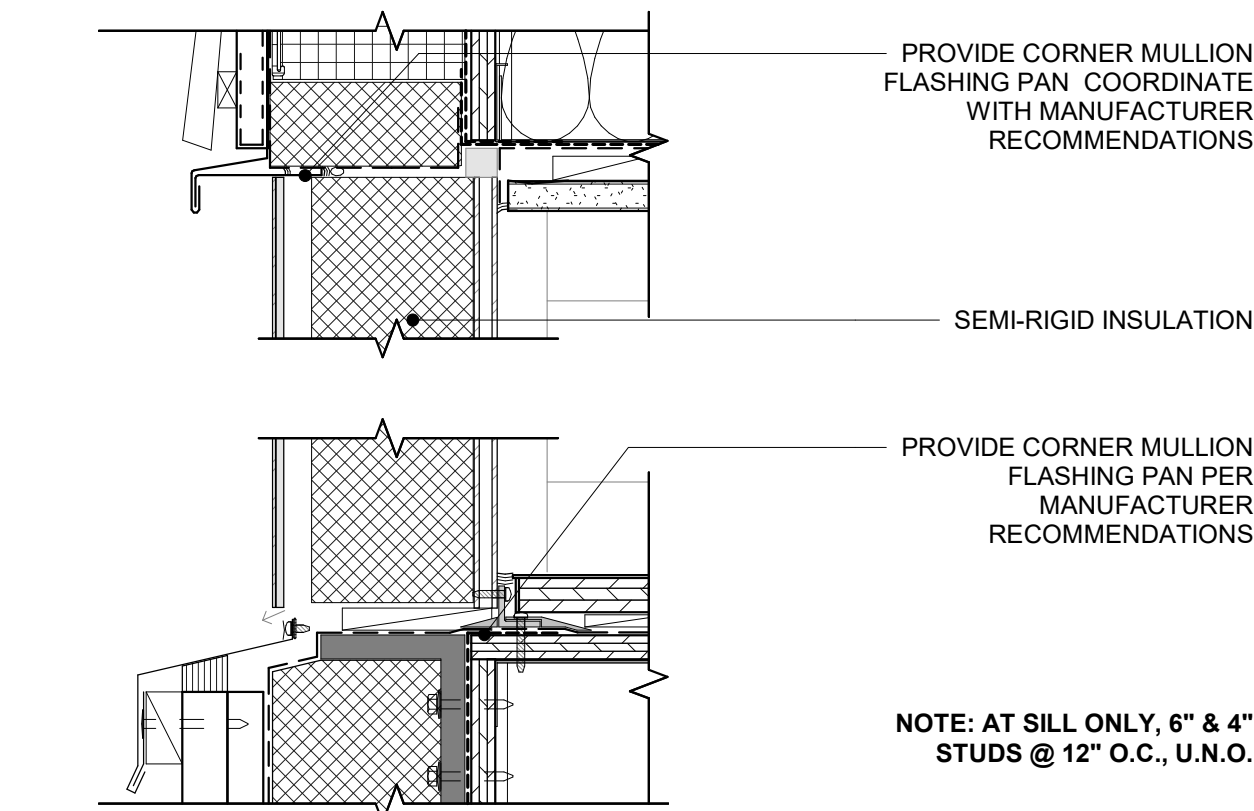 PROVIDE CORNER MULLION
FLASHING PAN COORDINATE
WITH MANUFACTURER
RECOMMENDATIONS
SEMI-RIGID INSULATION
PROVIDE CORNER MULLION
FLASHING PAN PER
MANUFACTURER
RECOMMENDATIONS
NOTE: AT SILL ONLY, 6" & 4"
STUDS @ 12" O.C., U.N.O.